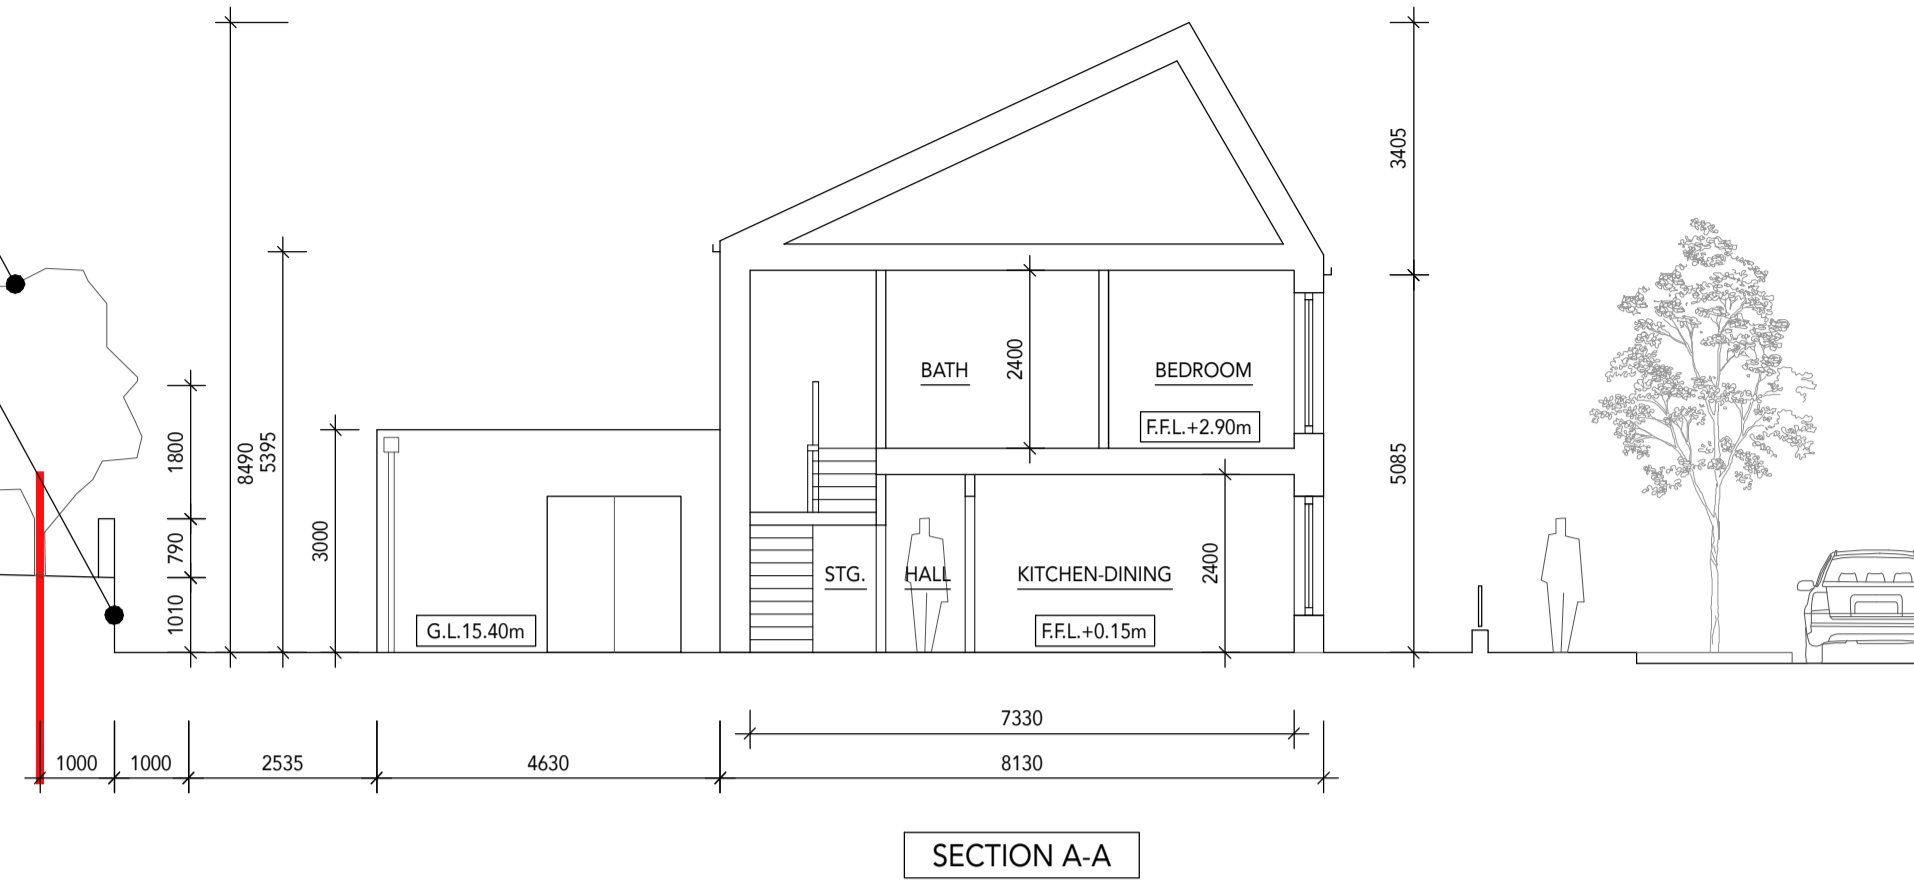 3405
1800
8490
5395
BATH
2400
BEDROOM
F.F.L.+2.90m
5085
3000
790
1010
STG.
HALL
KITCHEN-DINING
2400
G.L.15.40m
F.F.L.+0.15m
7330
1000
1000
2535
4630
8130
SECTION A-A